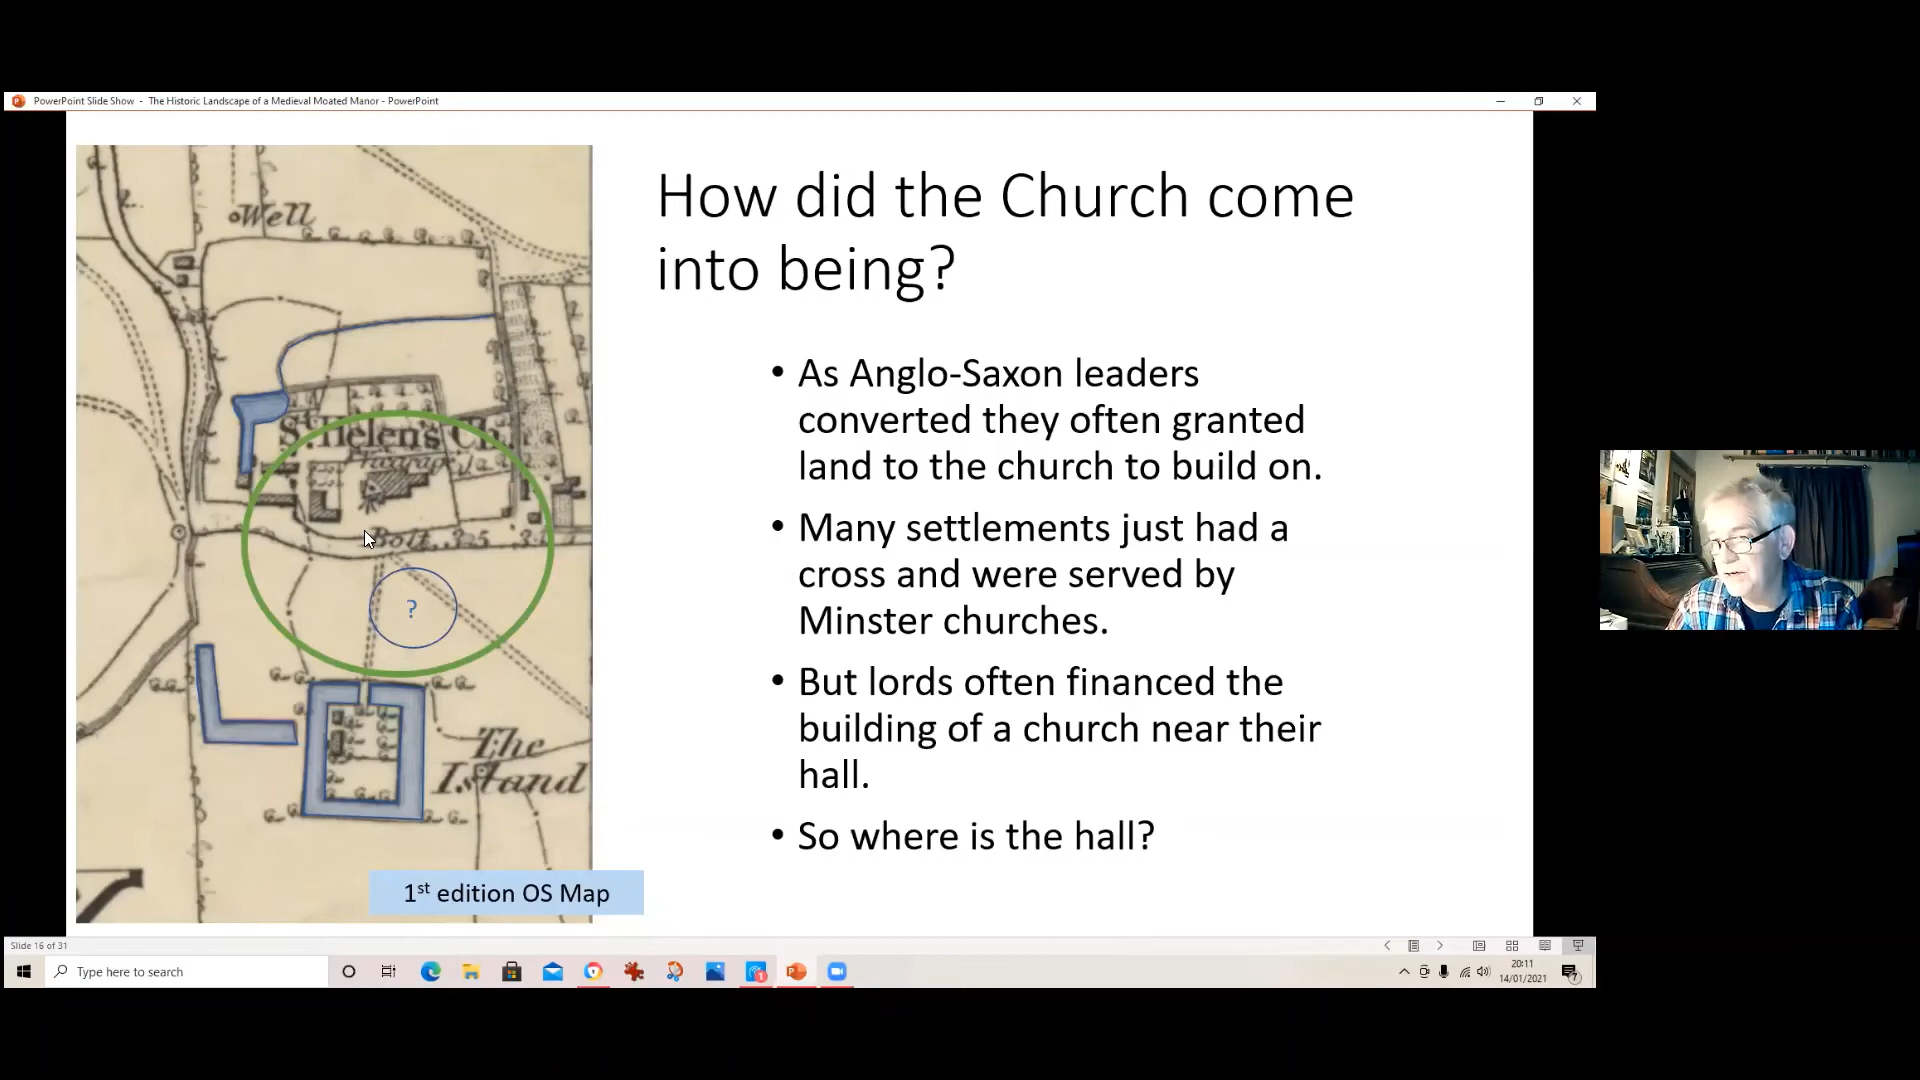 PowerPoint Slide Show - The Historic Landscape of a Medieval Moated Manor - PowerPoint
How did the Church come
into being?
Well
St. Helen's Ch.
Bolt
?
The
Island
• As Anglo-Saxon leaders
converted they often granted
land to the church to build on.
• Many settlements just had a
cross and were served by
Minster churches.
• But lords often financed the
building of a church near their
hall.
• So where is the hall?
1st edition OS Map
Slide 16 of 31
Type here to search
1
20:11
14/01/2021
7